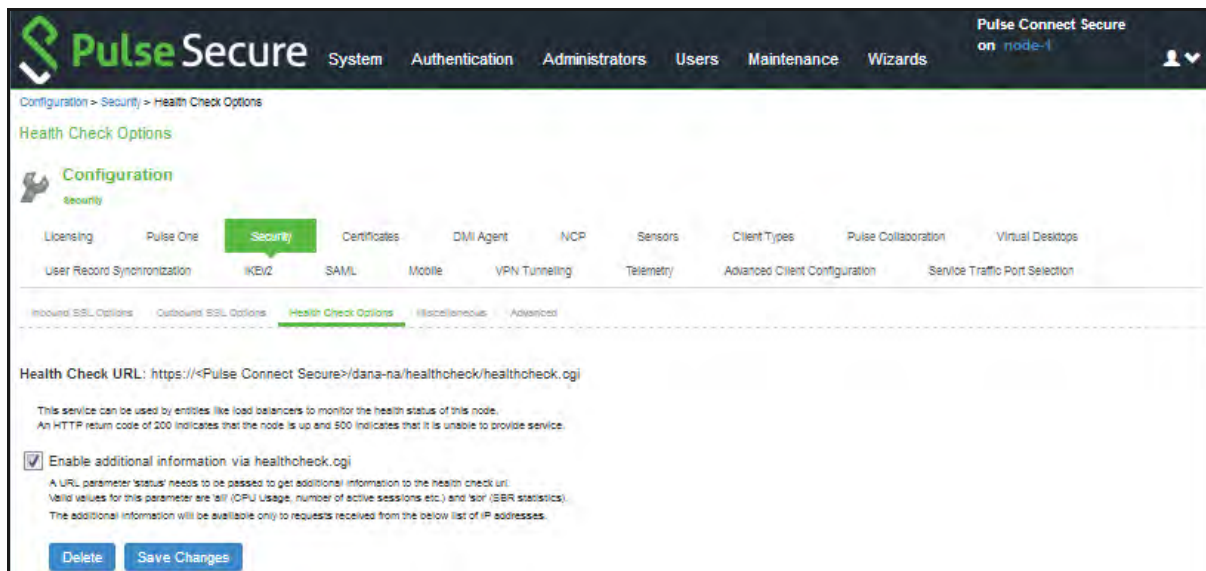 Pulse Secure
System Authentication Administrators Users Maintenance Wizards
Pulse Connect Secure
on node-1
Configuration > Security > Health Check Options
Health Check Options
Configuration
Security
Licensing Pulse One Security Certificates DMI Agent NCP Sensors Client Types Pulse Collaboration Virtual Desktops
User Record Synchronization IKEv2 SAML Mobile VPN Tunneling Telemetry Advanced Client Configuration Service Traffic Port Selection
Inbound SSL Options Outbound SSL Options Health Check Options Miscellaneous Advanced
Health Check URL: https://<Pulse Connect Secure>/dana-na/healthcheck/healthcheck.cgi
This service can be used by entities like load balancers to monitor the health status of this node.
An HTTP return code of 200 indicates that the node is up and 500 indicates that it is unable to provide service.
Enable additional information via healthcheck.cgi
A URL parameter 'status' needs to be passed to get additional information to the health check url.
Valid values for this parameter are 'all' (CPU Usage, number of active sessions etc.) and 'sbr' (SBR statistics).
The additional information will be available only to requests received from the below list of IP addresses.
Delete Save Changes